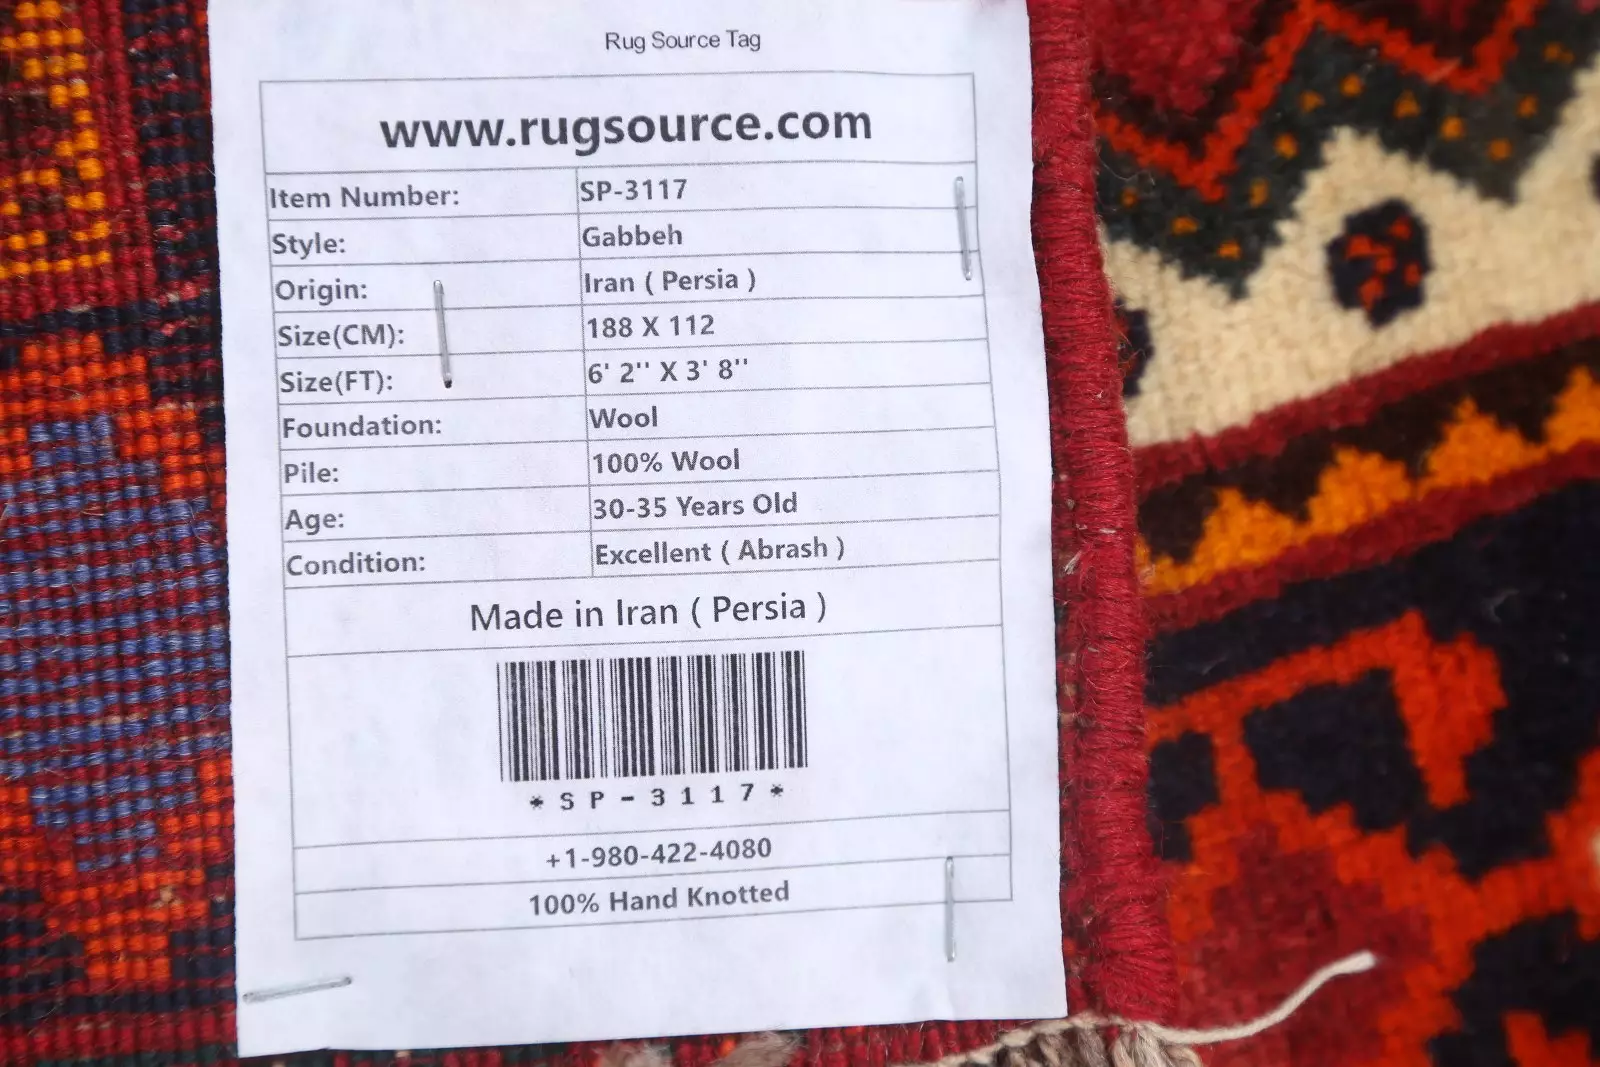 Rug Source Tag
www.rugsource.com
Item Number: SP-3117
Style: Gabbeh
Origin: Iran ( Persia )
Size(CM): 188 X 112
Size(FT): 6' 2'' X 3' 8''
Foundation: Wool
Pile: 100% Wool
Age: 30-35 Years Old
Condition: Excellent ( Abrash )
Made in Iran ( Persia )
*SP-3117*
+1-980-422-4080
100% Hand Knotted